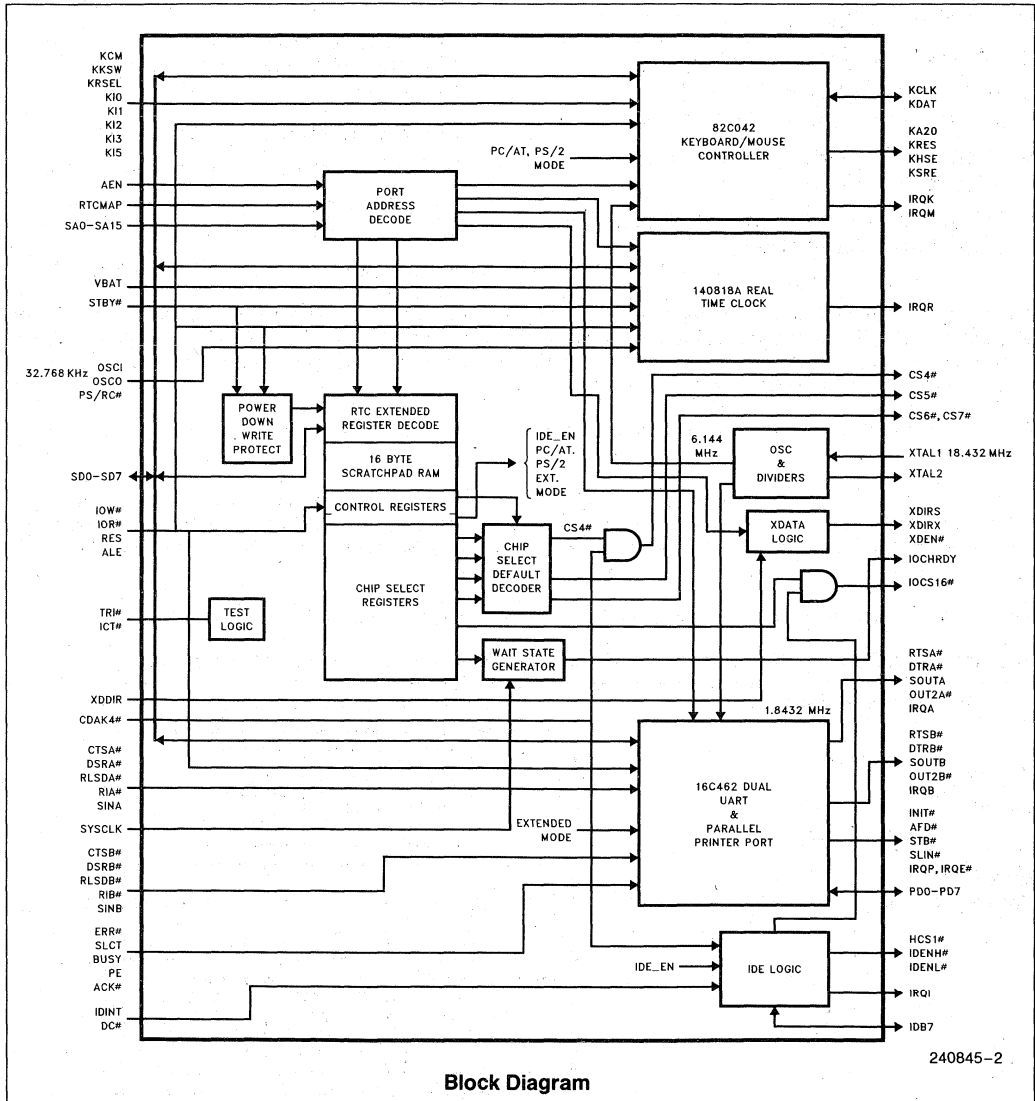 KCM
KKSW
KRSEL
KI0
KI1
KI2
KI3
KI5
AEN
RTCMAP
SA0-SA15
VBAT
STBY#
32.768 KHz
OSCI
OSCO
PS/RC#
SD0-SD7
IOW#
IOR#
RES
ALE
TRI#
ICT#
XDDIR
CDAK4#
CTSA#
DSRA#
RLSDA#
RIA#
SINA
SYSCLK
CTSB#
DSRB#
RLSDB#
RIB#
SINB
ERR#
SLCT
BUSY
PE
ACK#
IDINT
DC#
PORT
ADDRESS
DECODE
PC/AT, PS/2
MODE
82C042
KEYBOARD/MOUSE
CONTROLLER
140818A REAL
TIME CLOCK
POWER
DOWN
WRITE
PROTECT
RTC EXTENDED
REGISTER DECODE
16 BYTE
SCRATCHPAD RAM
CONTROL REGISTERS
CHIP SELECT
REGISTERS
IDE_EN
PC/AT.
PS/2
EXT.
MODE
CS4#
CHIP
SELECT
DEFAULT
DECODER
6.144
MHz
OSC
&
DIVIDERS
XDATA
LOGIC
TEST
LOGIC
WAIT STATE
GENERATOR
1.8432 MHz
EXTENDED
MODE
16C462 DUAL
UART
&
PARALLEL
PRINTER PORT
IDE_EN
IDE LOGIC
KCLK
KDAT
KA20
KRES
KHSE
KSRE
IRQK
IRQM
IRQR
CS4#
CS5#
CS6#, CS7#
XTAL1 18.432 MHz
XTAL2
XDIRS
XDIRX
XDEN#
IOCHRDY
IOCS16#
RTSA#
DTRA#
SOUTA
OUT2A#
IRQA
RTSB#
DTRB#
SOUTB
OUT2B#
IRQB
INIT#
AFD#
STB#
SLIN#
IRQP, IRQE#
PD0-PD7
HCS1#
IDENH#
IDENL#
IRQI
IDB7
240845-2
Block Diagram